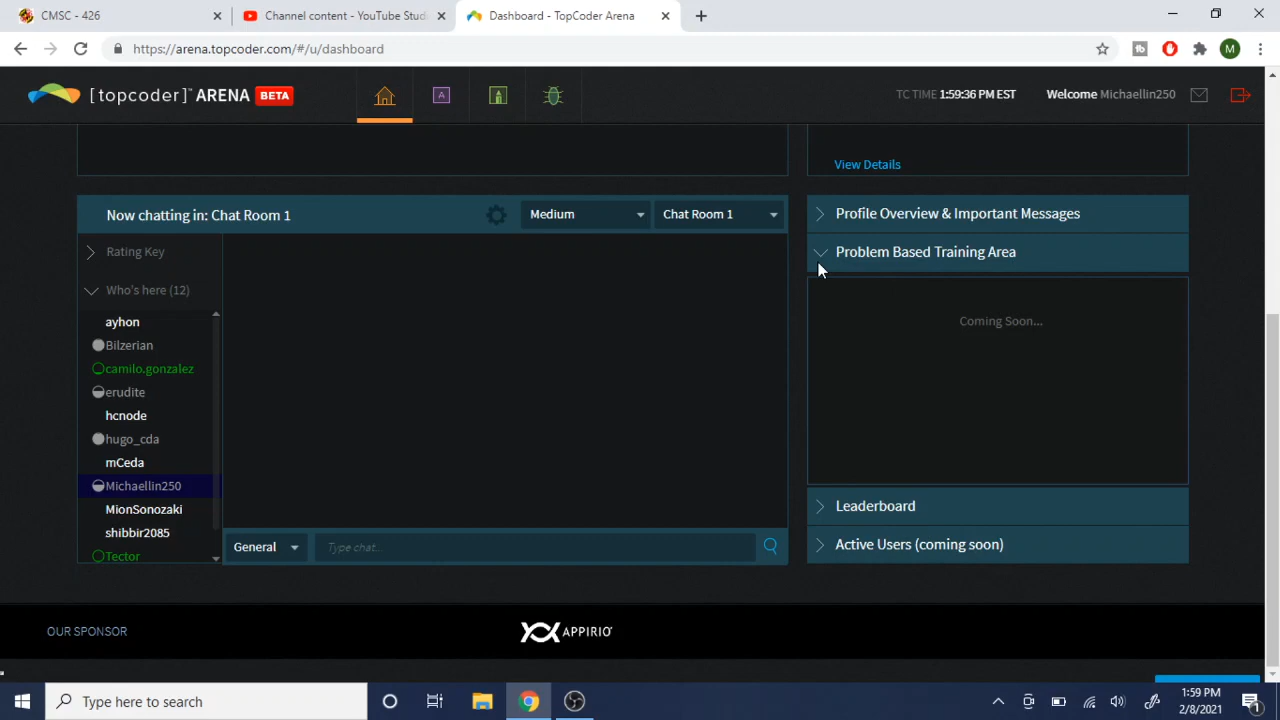 CMSC - 426
Channel content - YouTube Stud
Dashboard - TopCoder Arena
https://arena.topcoder.com/#/u/dashboard
M
[topcoder]™ ARENA BETA
A
TC TIME 1:59:36 PM EST
Welcome Michaellin250
View Details
Now chatting in: Chat Room 1
Medium
Chat Room 1
Rating Key
Who's here (12)
ayhon
Bilzerian
camilo.gonzalez
erudite
hcnode
hugo_cda
mCeda
Michaellin250
MionSonozaki
shibbir2085
Tector
General
Type chat...
Profile Overview & Important Messages
Problem Based Training Area
Coming Soon...
Leaderboard
Active Users (coming soon)
OUR SPONSOR
APPIRIO
Type here to search
1:59 PM
2/8/2021
1